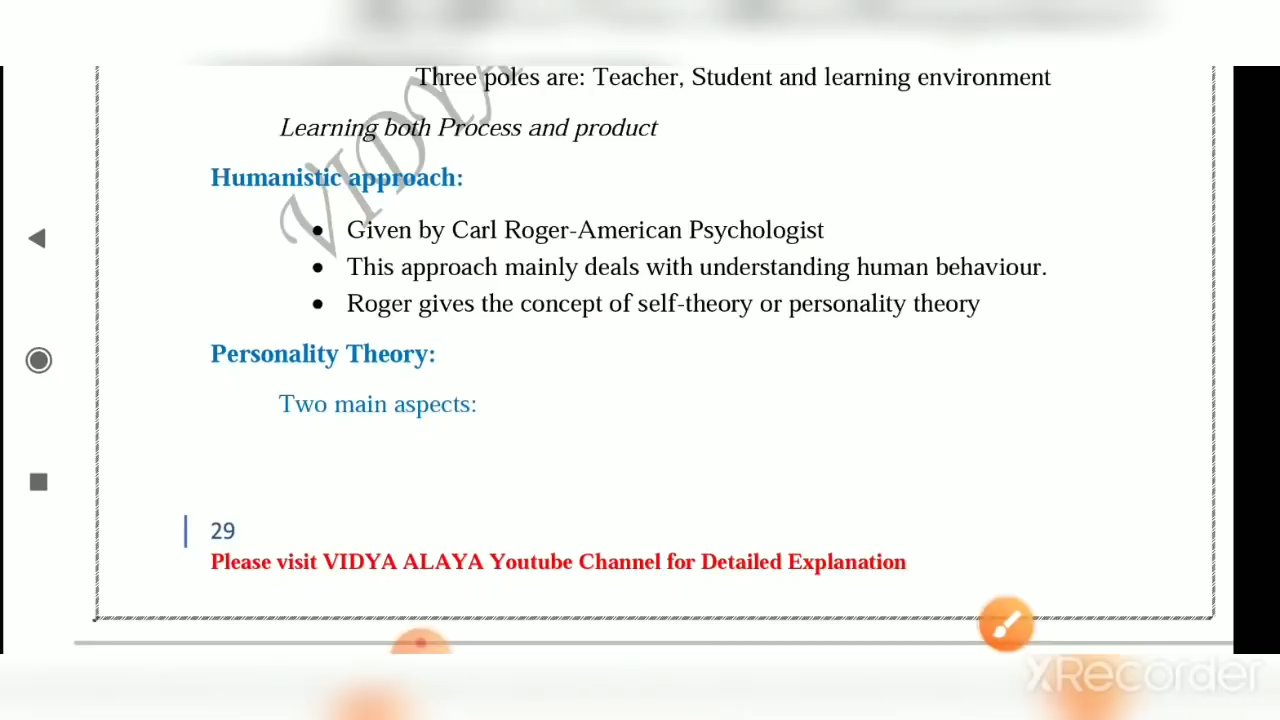 Three poles are: Teacher, Student and learning environment
Learning both Process and product
Humanistic approach:
• Given by Carl Roger-American Psychologist
• This approach mainly deals with understanding human behaviour.
• Roger gives the concept of self-theory or personality theory
Personality Theory:
Two main aspects:
29
Please visit VIDYA ALAYA Youtube Channel for Detailed Explanation
VIDYA
XRecorder